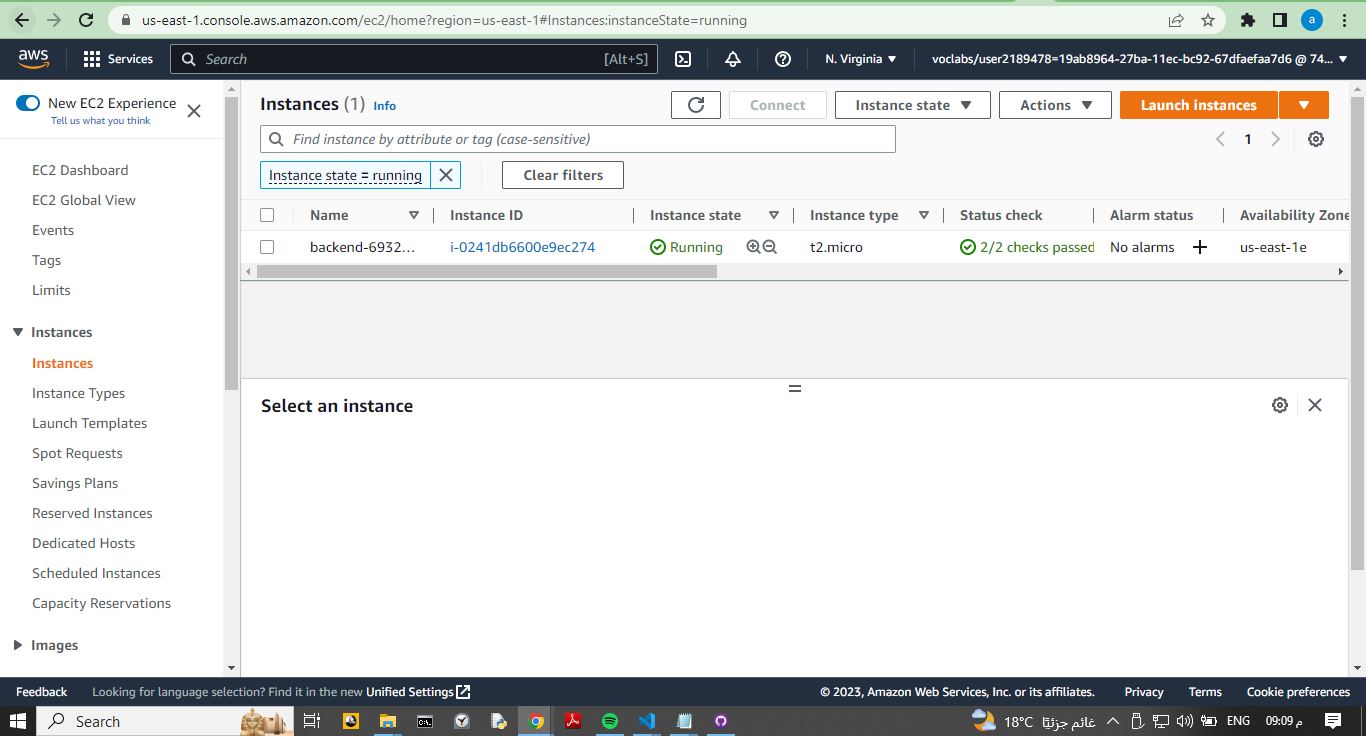 us-east-1.console.aws.amazon.com/ec2/home?region=us-east-1#Instances:instanceState=running
a
aws
Services
Search
[Alt+S]
N. Virginia
voclabs/user2189478=19ab8964-27ba-11ec-bc92-67dfaefaa7d6 @ 74...
New EC2 Experience
Tell us what you think
EC2 Dashboard
EC2 Global View
Events
Tags
Limits
Instances
Instances
Instance Types
Launch Templates
Spot Requests
Savings Plans
Reserved Instances
Dedicated Hosts
Scheduled Instances
Capacity Reservations
Images
Instances (1) Info
Connect
Instance state
Actions
Launch instances
Find instance by attribute or tag (case-sensitive)
1
Instance state = running
Clear filters
Name Instance ID Instance state Instance type Status check Alarm status Availability Zone
backend-6932... i-0241db6600e9ec274 Running t2.micro 2/2 checks passed No alarms us-east-1e
Select an instance
Feedback Looking for language selection? Find it in the new Unified Settings
© 2023, Amazon Web Services, Inc. or its affiliates. Privacy Terms Cookie preferences
Search
18°C غائم جزئيًا
ENG
09:09 م